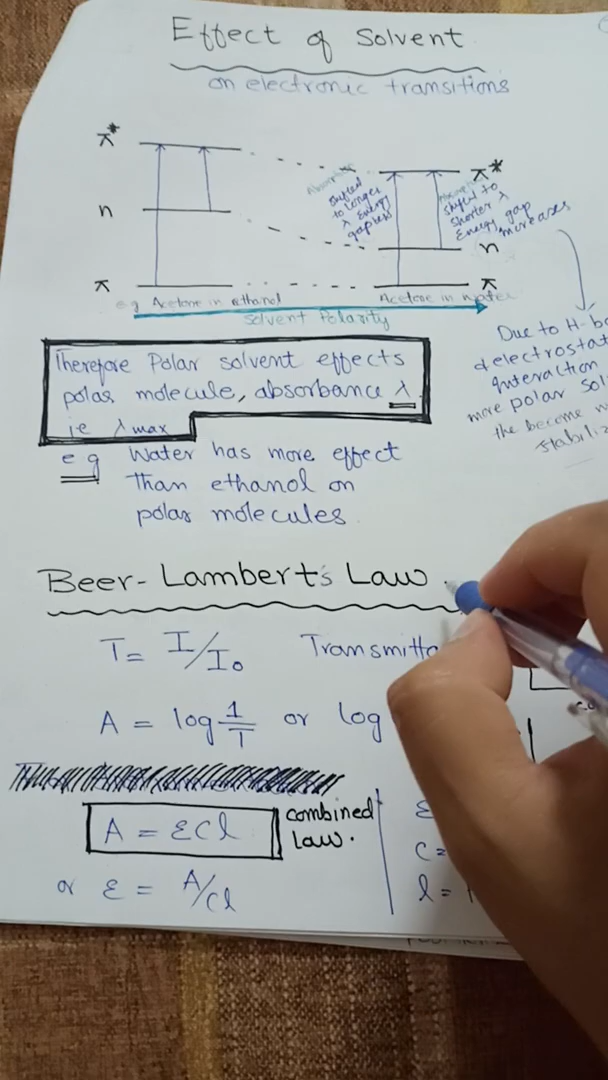 Effect of Solvent
on electronic transitions
π*
n
π
shifted
to longer
λ Energy
gap less
shifted to
shorter λ
Energy gap
increases
π*
n
π
e.g Acetone in ethanol
Acetone in water
Solvent Polarity
Due to H-b
& electrostat
interaction
more polar sol
the become n
stabiliz
Therefore Polar solvent effects
polar molecule, absorbance λ
ie λmax
e g Water has more effect
than ethanol on
polar molecules.
Beer-Lambert's Law.
T = I/I₀ Transmitta
A = log 1/T or log
A = εCl
combined
law.
or ε = A/Cl
ε
C=
l=